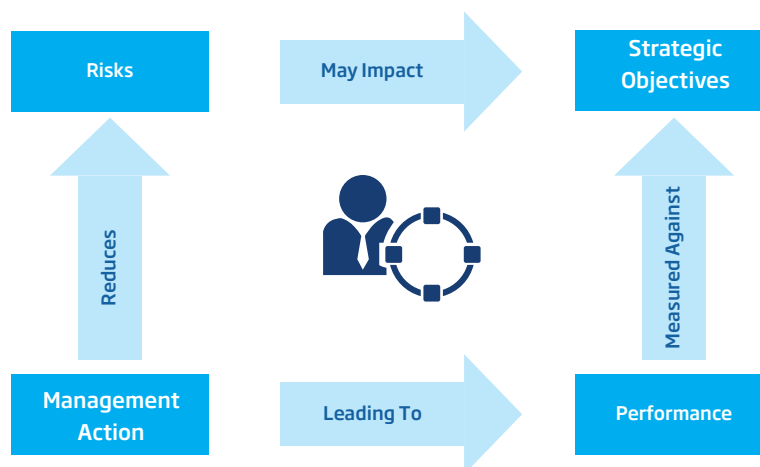 Risks
May Impact
Strategic
Objectives
Reduces
Measured Against
Management
Action
Leading To
Performance